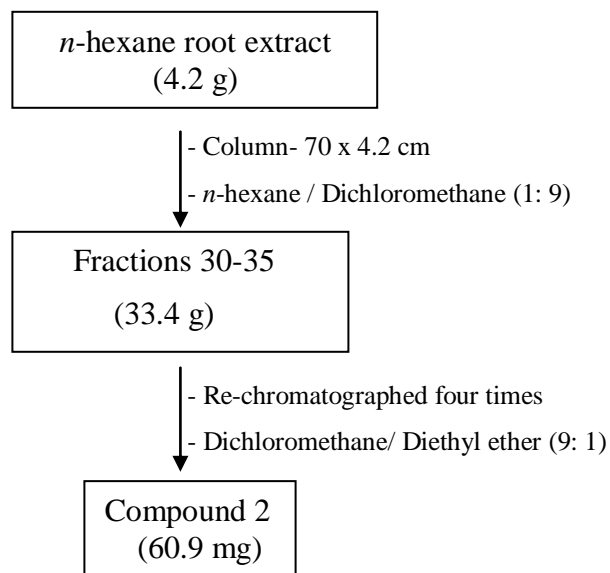 n-hexane root extract
(4.2 g)
- Column- 70 x 4.2 cm
- n-hexane / Dichloromethane (1: 9)
Fractions 30-35
(33.4 g)
- Re-chromatographed four times
- Dichloromethane/ Diethyl ether (9: 1)
Compound 2
(60.9 mg)